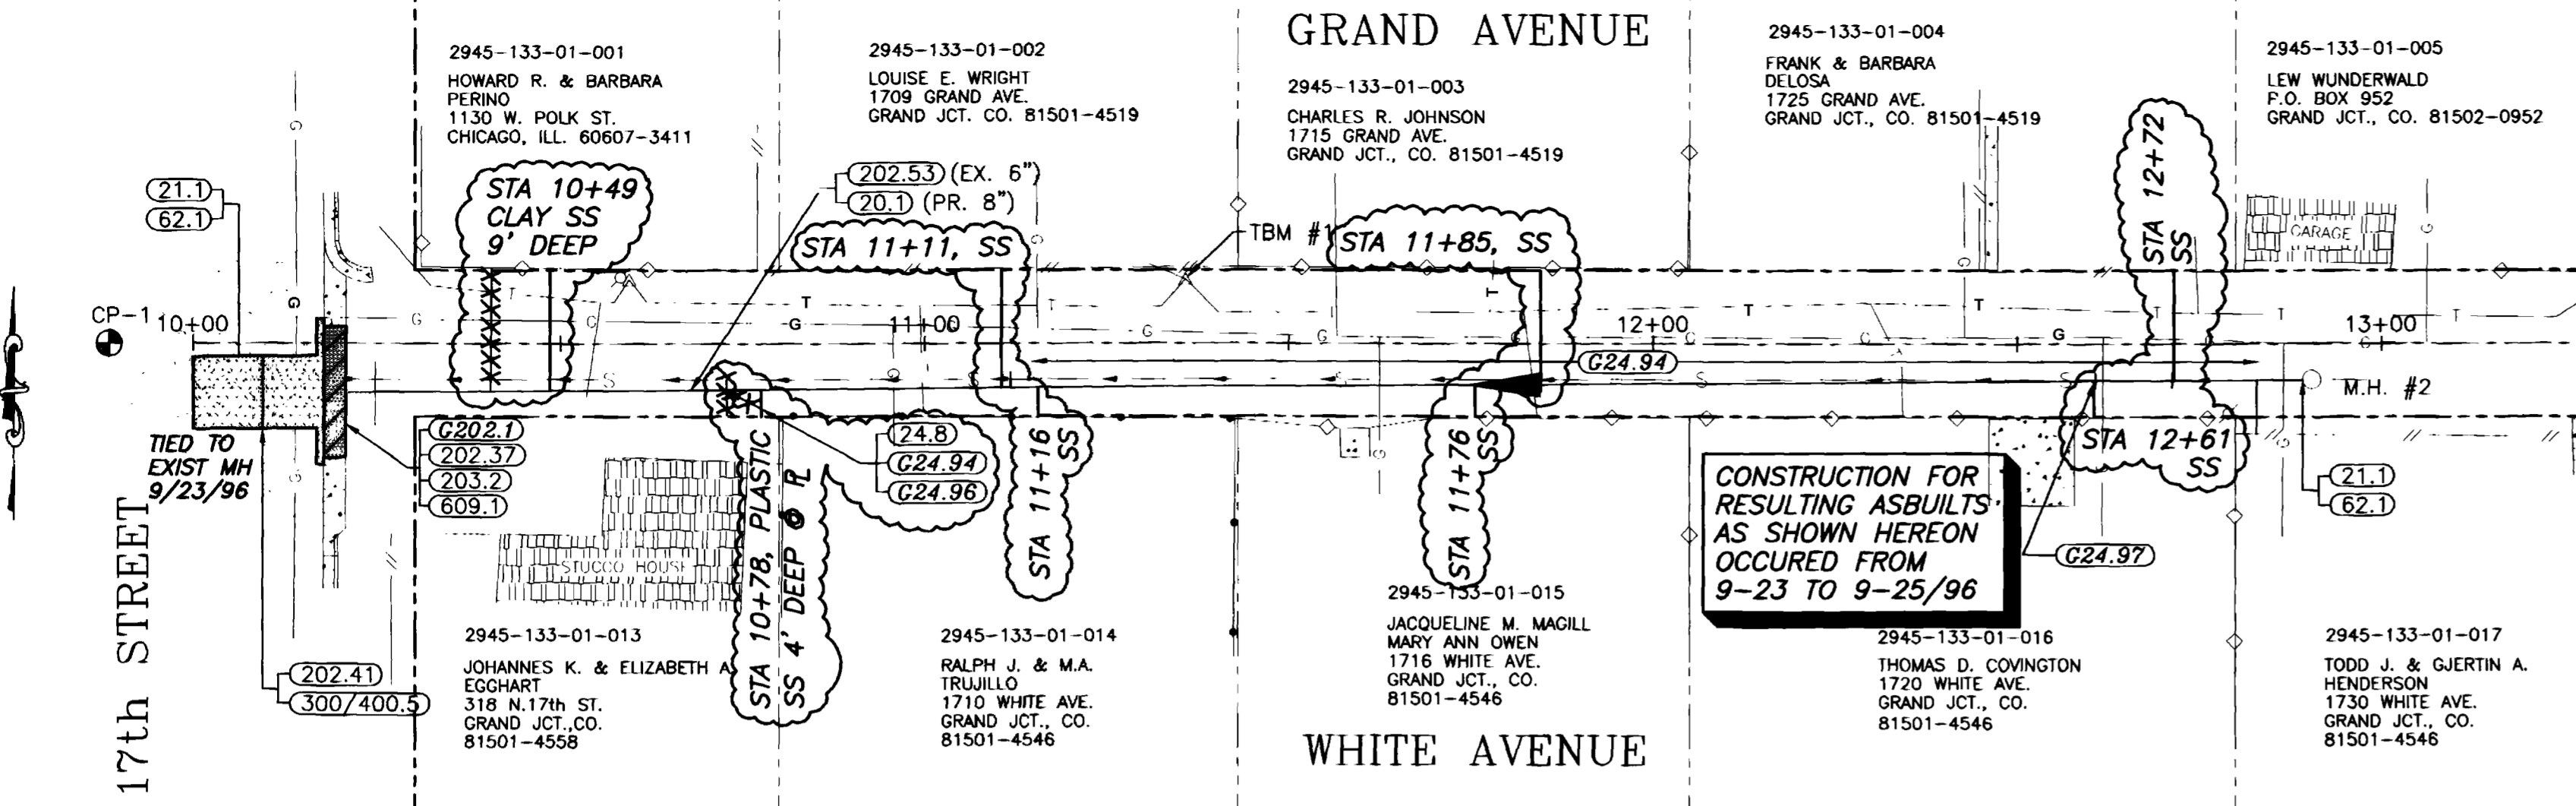 GRAND AVENUE
2945-133-01-001
HOWARD R. & BARBARA
PERINO
1130 W. POLK ST.
CHICAGO, ILL. 60607-3411
2945-133-01-002
LOUISE E. WRIGHT
1709 GRAND AVE.
GRAND JCT. CO. 81501-4519
2945-133-01-003
CHARLES R. JOHNSON
1715 GRAND AVE.
GRAND JCT., CO. 81501-4519
2945-133-01-004
FRANK & BARBARA
DELOSA
1725 GRAND AVE.
GRAND JCT., CO. 81501-4519
2945-133-01-005
LEW WUNDERWALD
P.O. BOX 952
GRAND JCT., CO. 81502-0952
21.1
62.1
STA 10+49
CLAY SS
9' DEEP
202.53 (EX. 6")
20.1 (PR. 8")
STA 11+11, SS
TBM #1
STA 11+85, SS
STA 12+72
SS
GARAGE
CP-1
10+00
11+00
12+00
13+00
G24.94
M.H. #2
TIED TO
EXIST MH
9/23/96
G202.1
202.37
203.2
609.1
STUCCO HOUSE
STA 10+78, PLASTIC
SS 4' DEEP @ PL
24.8
G24.94
G24.96
STA 11+16
SS
STA 11+76
SS
CONSTRUCTION FOR
RESULTING ASBUILTS
AS SHOWN HEREON
OCCURED FROM
9-23 TO 9-25/96
STA 12+61
SS
21.1
62.1
G24.97
17th STREET
202.41
300/400.5
2945-133-01-013
JOHANNES K. & ELIZABETH A
EGGHART
318 N.17th ST.
GRAND JCT.,CO.
81501-4558
2945-133-01-014
RALPH J. & M.A.
TRUJILLO
1710 WHITE AVE.
GRAND JCT., CO.
81501-4546
2945-133-01-015
JACQUELINE M. MAGILL
MARY ANN OWEN
1716 WHITE AVE.
GRAND JCT., CO.
81501-4546
2945-133-01-016
THOMAS D. COVINGTON
1720 WHITE AVE.
GRAND JCT., CO.
81501-4546
2945-133-01-017
TODD J. & GJERTIN A.
HENDERSON
1730 WHITE AVE.
GRAND JCT., CO.
81501-4546
WHITE AVENUE